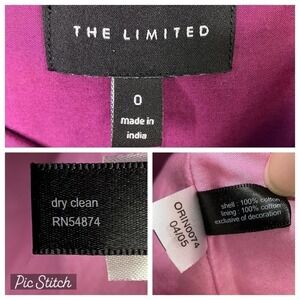 THE LIMITED
0
made in
india
dry clean
RN54874
ORIN0074
04/05
shell : 100% cotton
lining : 100% cotton
exclusive of decoration
Pic Stitch